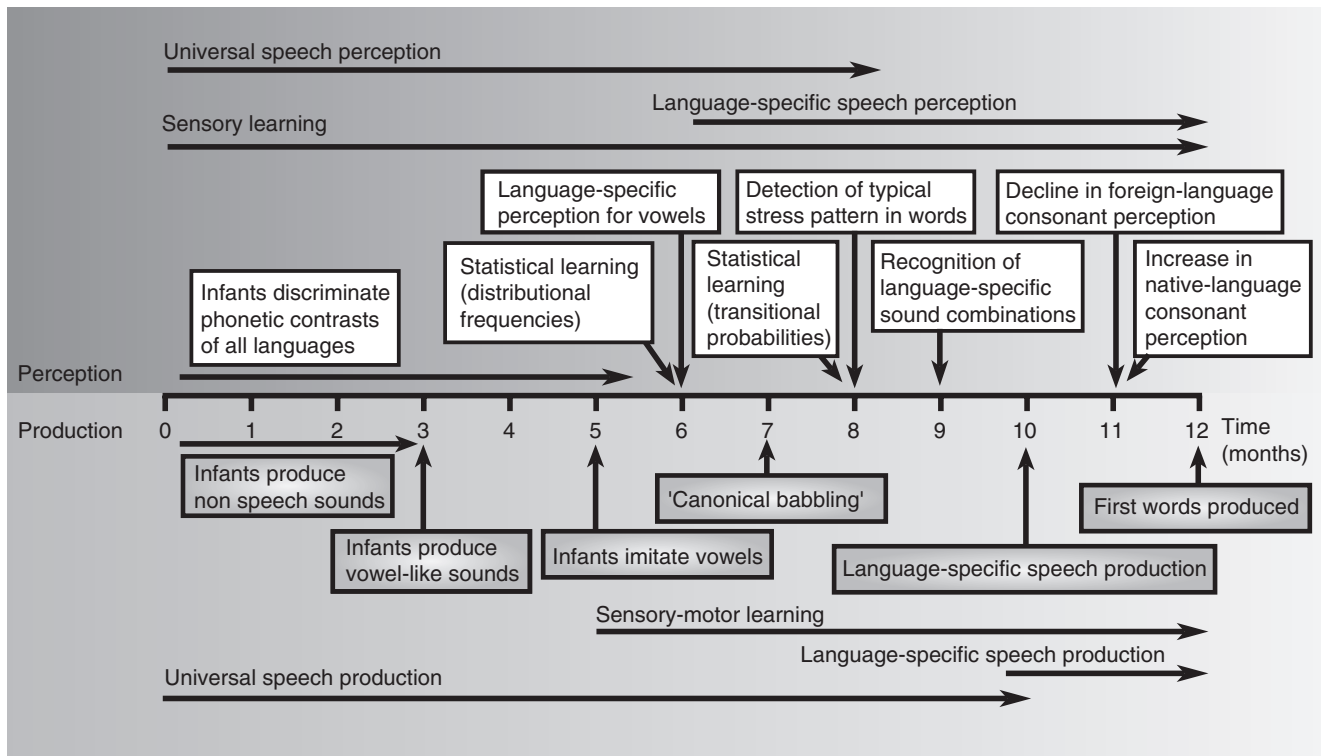 Universal speech perception
Language-specific speech perception
Sensory learning
Language-specific
perception for vowels
Detection of typical
stress pattern in words
Decline in foreign-language
consonant perception
Statistical learning
(distributional
frequencies)
Statistical
learning
(transitional
probabilities)
Recognition of
language-specific
sound combinations
Increase in
native-language
consonant
perception
Infants discriminate
phonetic contrasts
of all languages
Perception
Production
0 1 2 3 4 5 6 7 8 9 10 11 12
Time
(months)
Infants produce
non speech sounds
Infants produce
vowel-like sounds
Infants imitate vowels
'Canonical babbling'
Language-specific speech production
First words produced
Sensory-motor learning
Language-specific speech production
Universal speech production